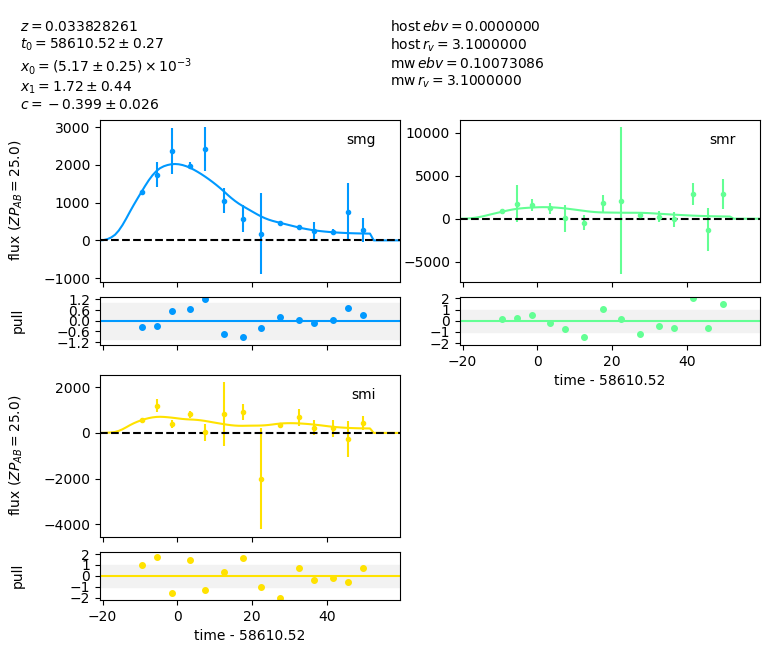 z = 0.033828261
t₀ = 58610.52 ± 0.27
x₀ = (5.17 ± 0.25) × 10⁻³
x₁ = 1.72 ± 0.44
c = −0.399 ± 0.026
host ebv = 0.0000000
host r_v = 3.1000000
mw ebv = 0.10073086
mw r_v = 3.1000000
smg
3000
2000
1000
0
−1000
flux (ZP_AB = 25.0)
smr
10000
5000
0
−5000
1.2
0.6
0.0
−0.6
−1.2
pull
2
1
0
−1
−2
−20
0
20
40
time - 58610.52
smi
2000
0
−2000
−4000
flux (ZP_AB = 25.0)
2
1
0
−1
−2
pull
−20
0
20
40
time - 58610.52